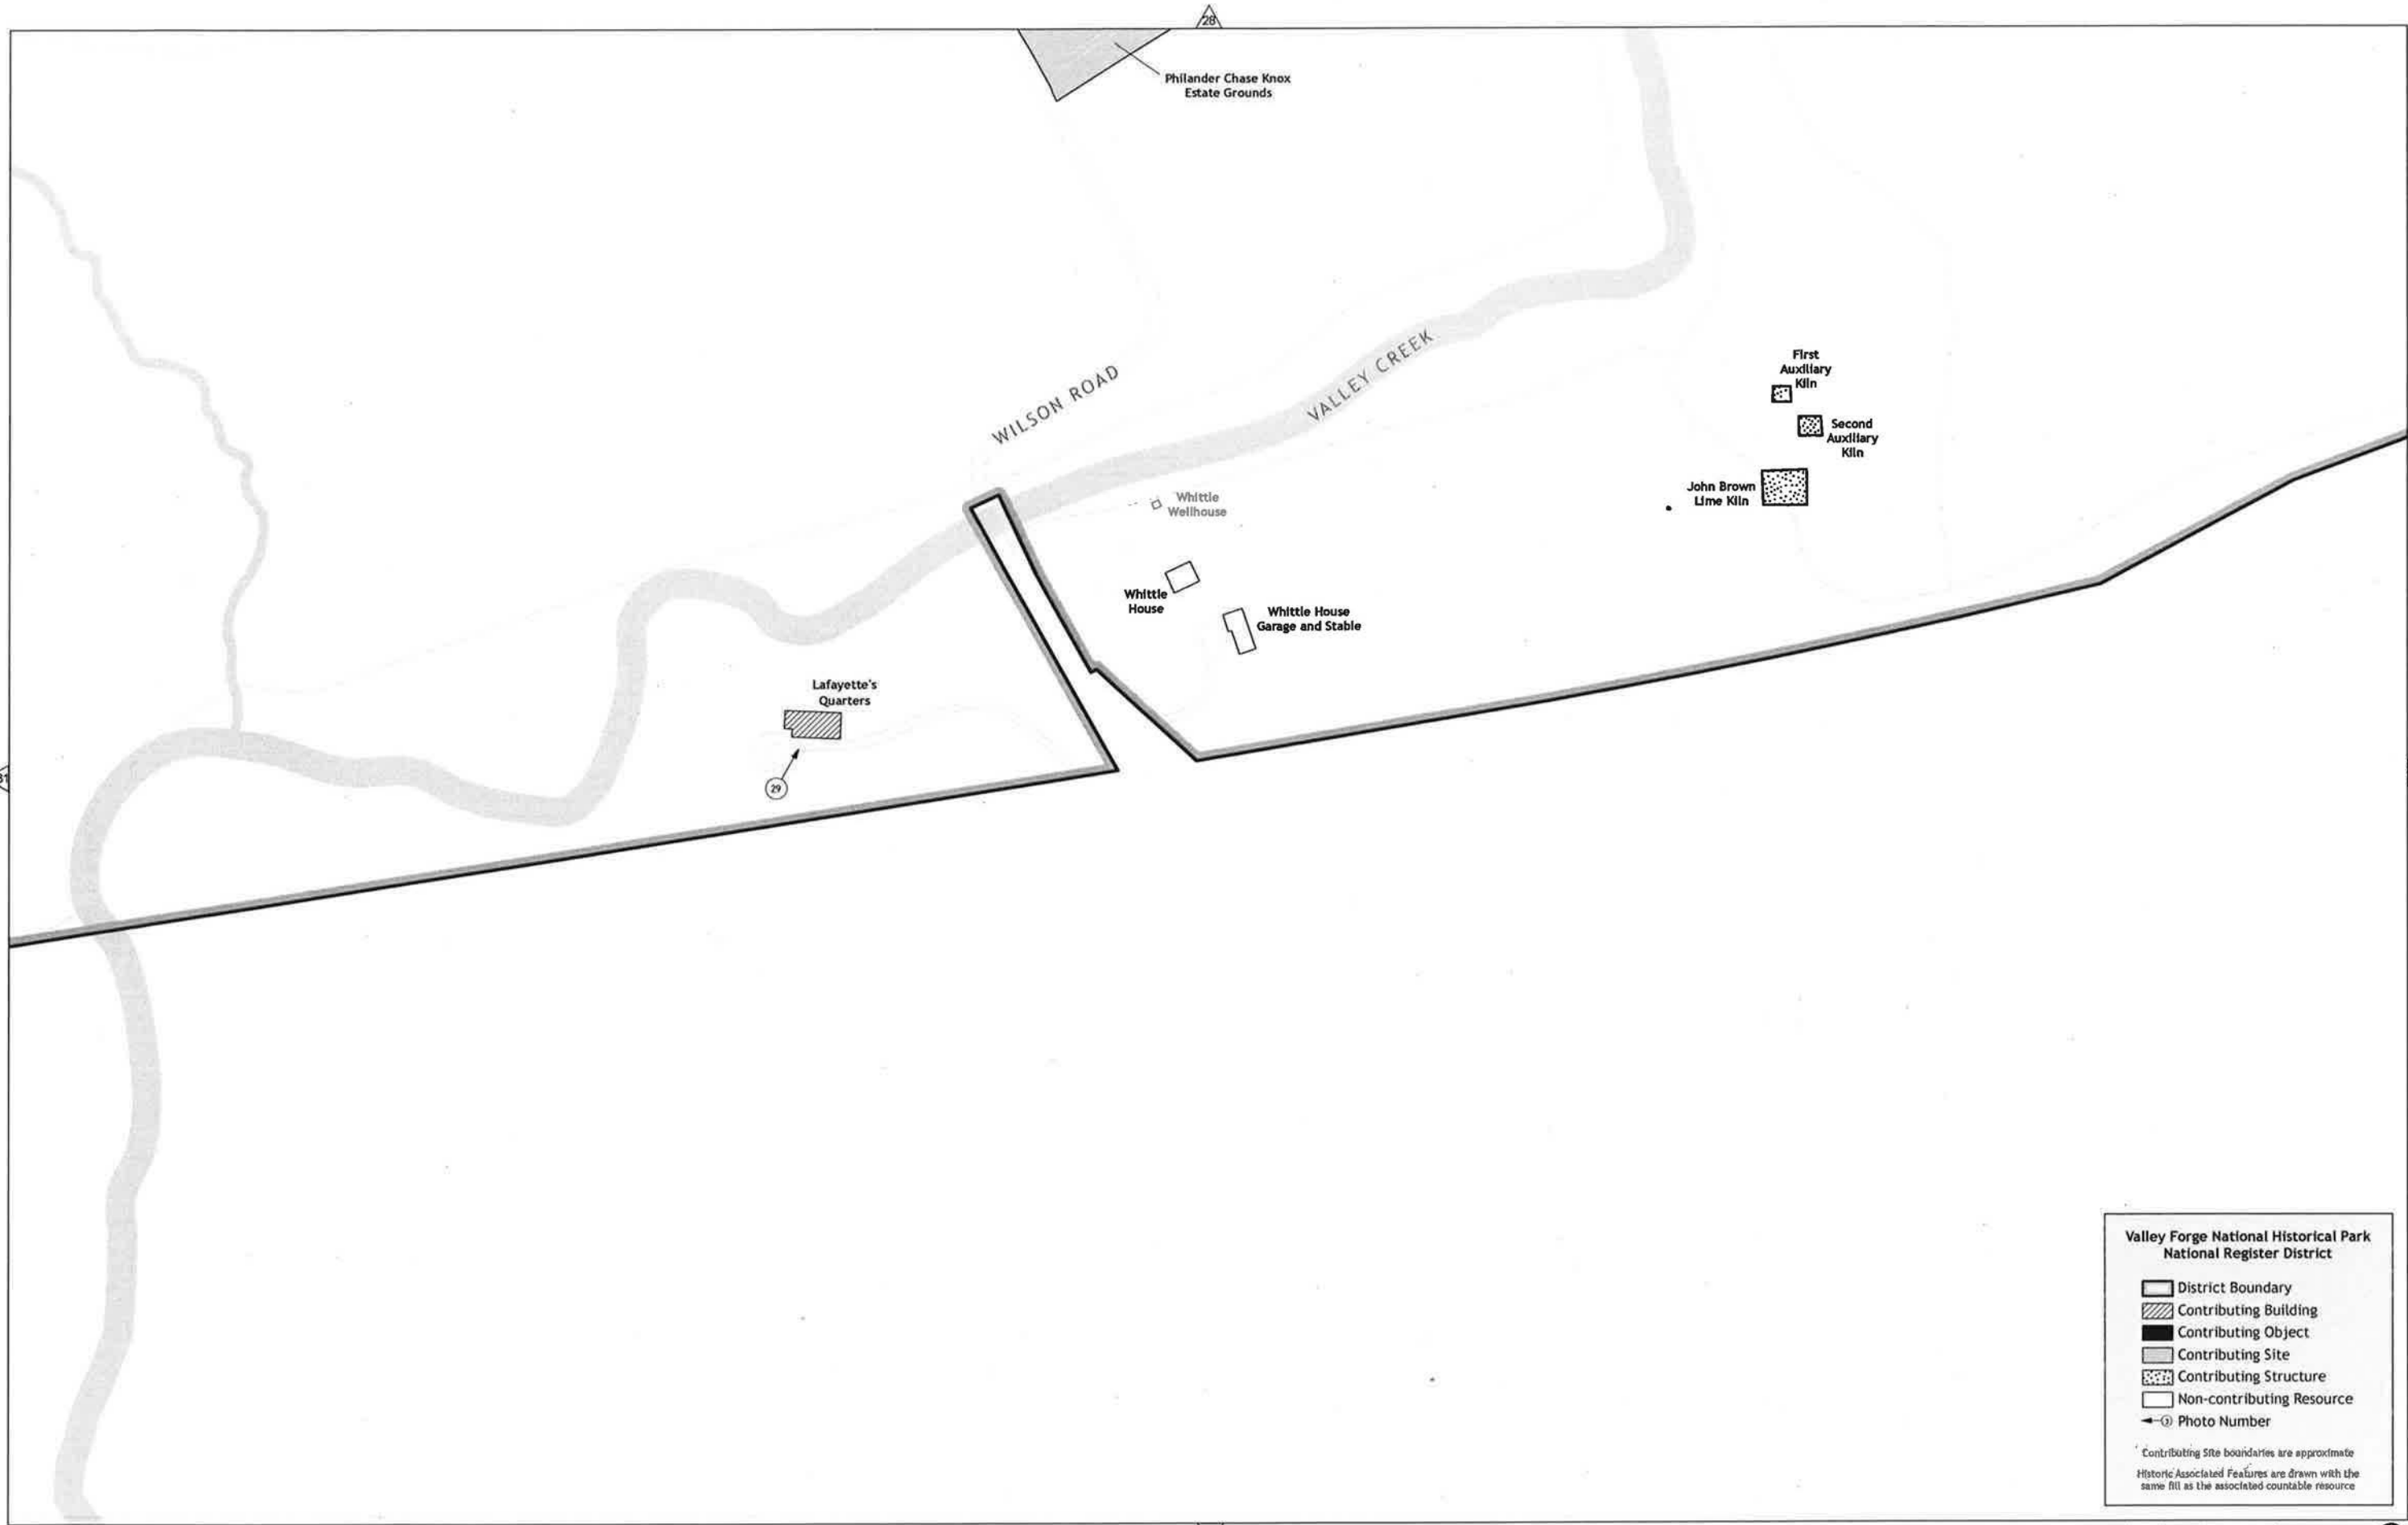 28
Philander Chase Knox
Estate Grounds
WILSON ROAD
VALLEY CREEK
First
Auxiliary
Kiln
Second
Auxiliary
Kiln
John Brown
Lime Kiln
Whittle
Wellhouse
Whittle
House
Whittle House
Garage and Stable
Lafayette's
Quarters
29
31
Valley Forge National Historical Park
National Register District
District Boundary
Contributing Building
Contributing Object
Contributing Site
Contributing Structure
Non-contributing Resource
Photo Number
Contributing Site boundaries are approximate
Historic Associated Features are drawn with the
same fill as the associated countable resource